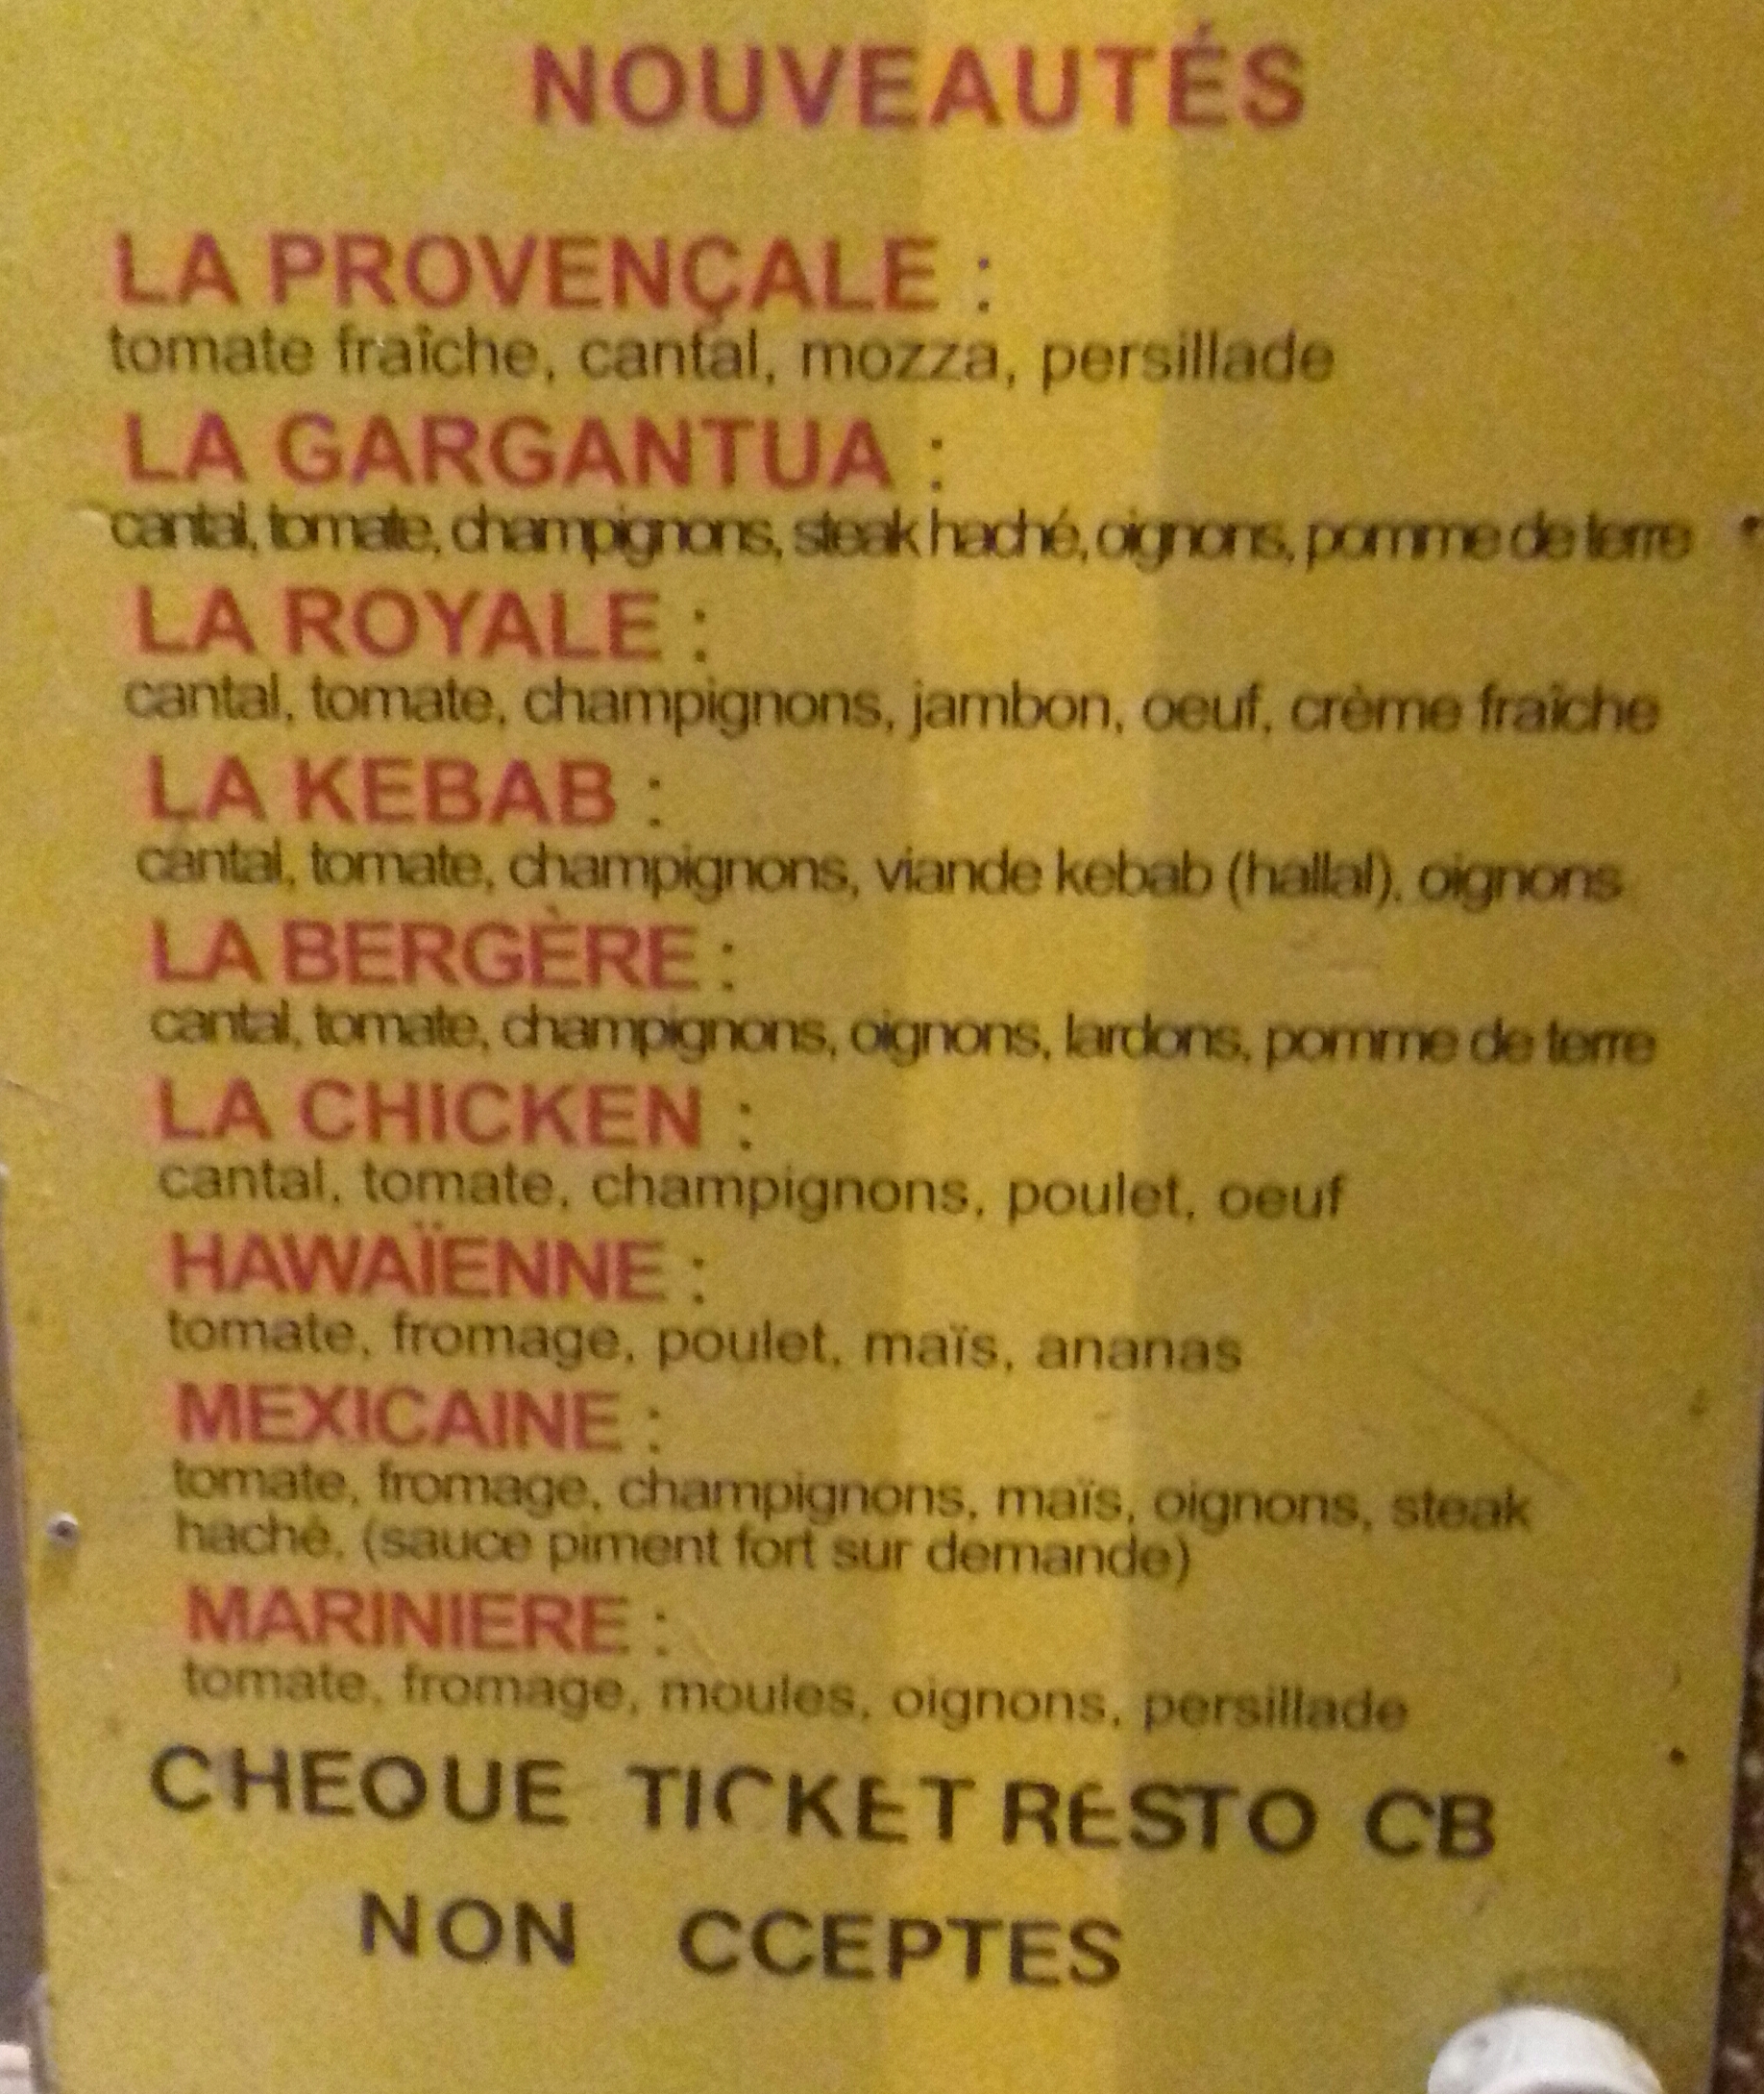 NOUVEAUTÉS
LA PROVENÇALE :
tomate fraîche, cantal, mozza, persillade
LA GARGANTUA :
cantal, tomate, champignons, steak haché, oignons, pomme de terre
LA ROYALE :
cantal, tomate, champignons, jambon, oeuf, crème fraîche
LA KEBAB :
cantal, tomate, champignons, viande kebab (hallal), oignons
LA BERGÈRE :
cantal, tomate, champignons, oignons, lardons, pomme de terre
LA CHICKEN :
cantal, tomate, champignons, poulet, oeuf
HAWAÏENNE :
tomate, fromage, poulet, maïs, ananas
MEXICAINE :
tomate, fromage, champignons, maïs, oignons, steak
haché, (sauce piment fort sur demande)
MARINIERE :
tomate, fromage, moules, oignons, persillade
CHEQUE TICKET RESTO CB
NON CCEPTES